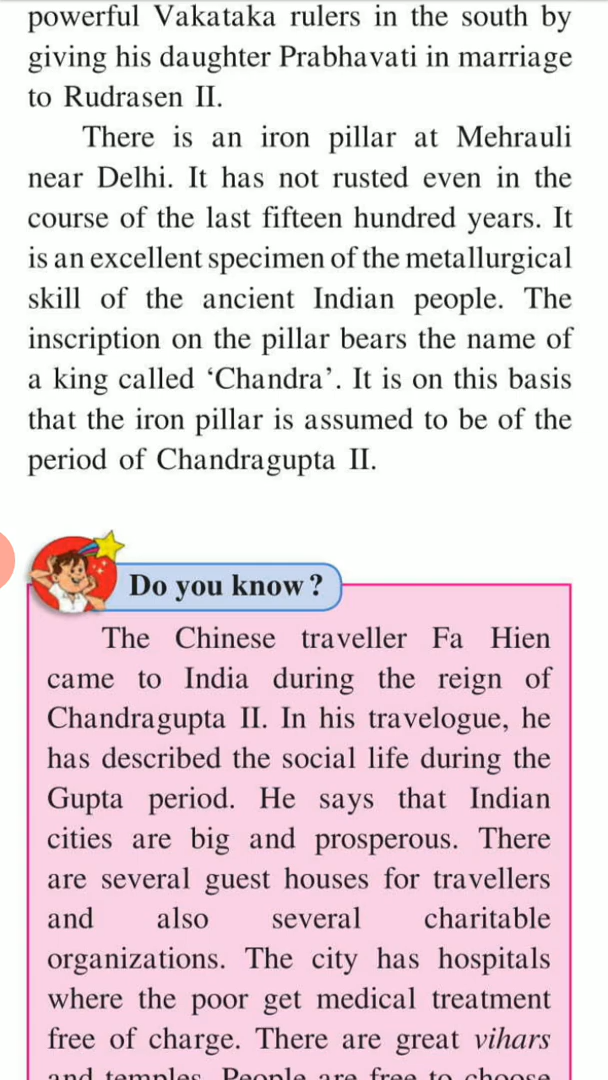 powerful Vakataka rulers in the south by
giving his daughter Prabhavati in marriage
to Rudrasen II.
There is an iron pillar at Mehrauli
near Delhi. It has not rusted even in the
course of the last fifteen hundred years. It
is an excellent specimen of the metallurgical
skill of the ancient Indian people. The
inscription on the pillar bears the name of
a king called ‘Chandra’. It is on this basis
that the iron pillar is assumed to be of the
period of Chandragupta II.
Do you know?
The Chinese traveller Fa Hien
came to India during the reign of
Chandragupta II. In his travelogue, he
has described the social life during the
Gupta period. He says that Indian
cities are big and prosperous. There
are several guest houses for travellers
and also several charitable
organizations. The city has hospitals
where the poor get medical treatment
free of charge. There are great vihars
and temples. People are free to choose